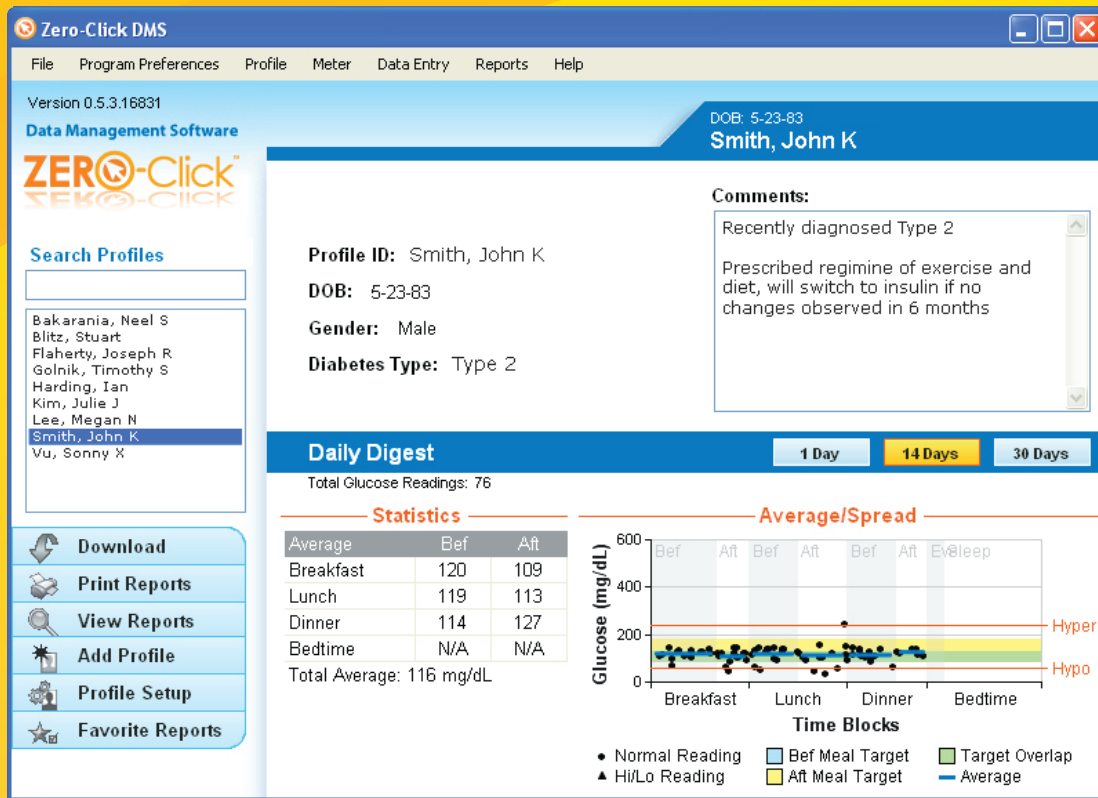 Zero-Click DMS
File Program Preferences Profile Meter Data Entry Reports Help
Version 0.5.3.16831
Data Management Software
ZERO-Click™
DOB: 5-23-83
Smith, John K
Search Profiles
Bakarania, Neel S
Blitz, Stuart
Flaherty, Joseph R
Golnik, Timothy S
Harding, Ian
Kim, Julie J
Lee, Megan N
Smith, John K
Vu, Sonny X
Download
Print Reports
View Reports
Add Profile
Profile Setup
Favorite Reports
Profile ID: Smith, John K
DOB: 5-23-83
Gender: Male
Diabetes Type: Type 2
Comments:
Recently diagnosed Type 2
Prescribed regimine of exercise and
diet, will switch to insulin if no
changes observed in 6 months
Daily Digest
1 Day 14 Days 30 Days
Total Glucose Readings: 76
Statistics
Average Bef Aft
Breakfast 120 109
Lunch 119 113
Dinner 114 127
Bedtime N/A N/A
Total Average: 116 mg/dL
Average/Spread
Glucose (mg/dL)
600
400
200
0
Bef Aft Bef Aft Bef Aft Eve Sleep
Hyper
Hypo
Breakfast Lunch Dinner Bedtime
Time Blocks
Normal Reading Bef Meal Target Target Overlap
Hi/Lo Reading Aft Meal Target Average